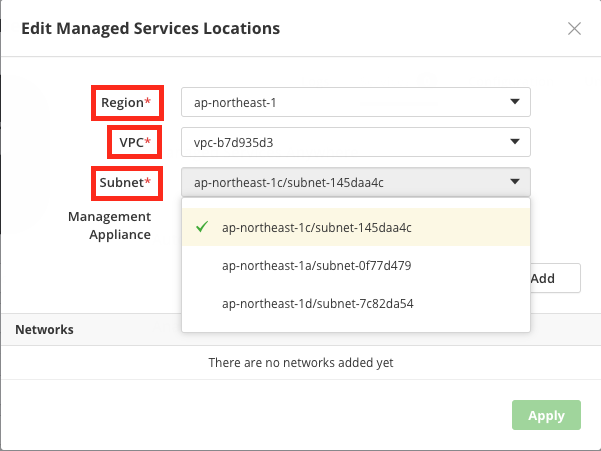 Edit Managed Services Locations
Region* ap-northeast-1
VPC* vpc-b7d935d3
Subnet* ap-northeast-1c/subnet-145daa4c
Management
Appliance
ap-northeast-1c/subnet-145daa4c
ap-northeast-1a/subnet-0f77d479
ap-northeast-1d/subnet-7c82da54
Add
Networks
There are no networks added yet
Apply